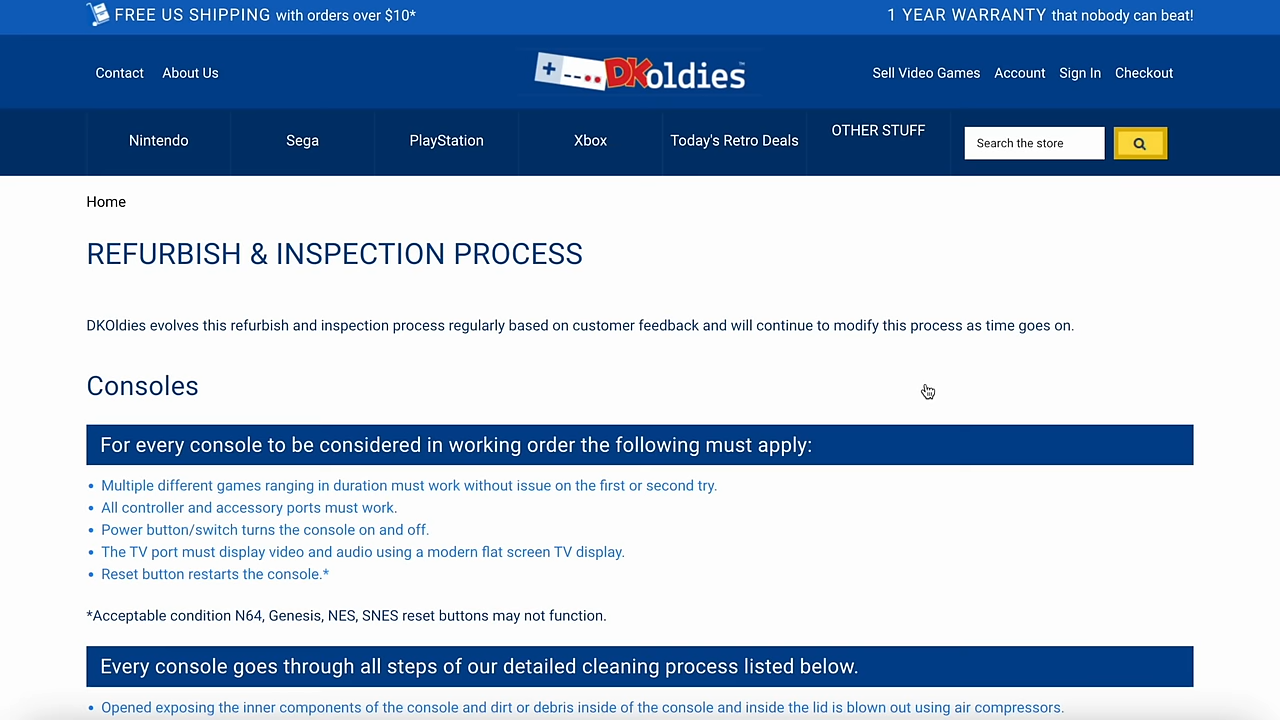 FREE US SHIPPING with orders over $10*
1 YEAR WARRANTY that nobody can beat!
Contact
About Us
DKoldies™
Sell Video Games
Account
Sign In
Checkout
Nintendo
Sega
PlayStation
Xbox
Today's Retro Deals
OTHER STUFF
Search the store
Home
REFURBISH & INSPECTION PROCESS
DKOldies evolves this refurbish and inspection process regularly based on customer feedback and will continue to modify this process as time goes on.
Consoles
For every console to be considered in working order the following must apply:
• Multiple different games ranging in duration must work without issue on the first or second try.
• All controller and accessory ports must work.
• Power button/switch turns the console on and off.
• The TV port must display video and audio using a modern flat screen TV display.
• Reset button restarts the console.*
*Acceptable condition N64, Genesis, NES, SNES reset buttons may not function.
Every console goes through all steps of our detailed cleaning process listed below.
• Opened exposing the inner components of the console and dirt or debris inside of the console and inside the lid is blown out using air compressors.